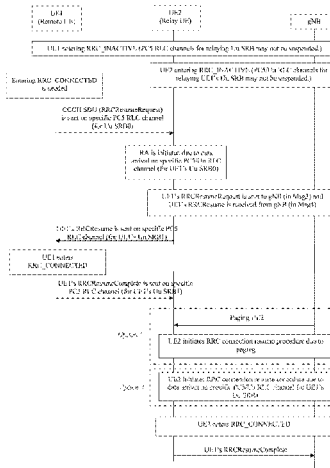 UE1
(Remote UE)
UE2
(Relay UE)
gNB
UE1 entering RRC_INACTIVE (PC5 RLC channels for relaying Uu SRB may not be suspended.)
UE2 entering RRC_INACTIVE (PC5/Uu RLC channels for
relaying UE1's Uu SRB may not be suspended.)
Entering RRC_CONNECTED
is needed
CCCH SDU (RRCResumeRequest)
is sent on specific PC5 RLC channel
(for Uu SRB0)
RA is initiated due to data
arrival on specific PC5/Uu RLC
channel (for UE1's Uu SRB0)
UE1's RRCResumeRequest is sent to gNB (in Msg3) and
UE1's RRCResume is received from gNB (in Msg4)
UE1's RRCResume is sent on specific PC5
RLC channel (for UE1's Uu SRB1)
UE1 enters
RRC_CONNECTED
UE1's RRCResumeComplete is sent on specific
PC5 RLC channel (for UE1's Uu SRB1)
Paging UE2
Option 1
UE2 initiates RRC connection resume procedure due to
paging
Option 2
UE2 initiates RRC connection resume procedure due to
data arrival on specific PC5/Uu RLC channel for UE1's
Uu SRB1
UE2 enters RRC_CONNECTED
UE1's RRCResumeComplete